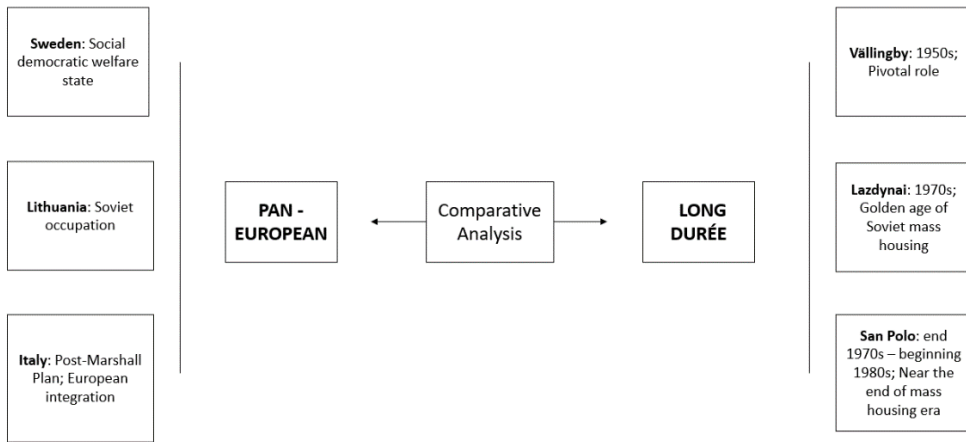 Sweden: Social
democratic welfare
state
Lithuania: Soviet
occupation
Italy: Post-Marshall
Plan; European
integration
PAN -
EUROPEAN
Comparative
Analysis
LONG
DURÉE
Vällingby: 1950s;
Pivotal role
Lazdynai: 1970s;
Golden age of
Soviet mass
housing
San Polo: end
1970s – beginning
1980s; Near the
end of mass
housing era